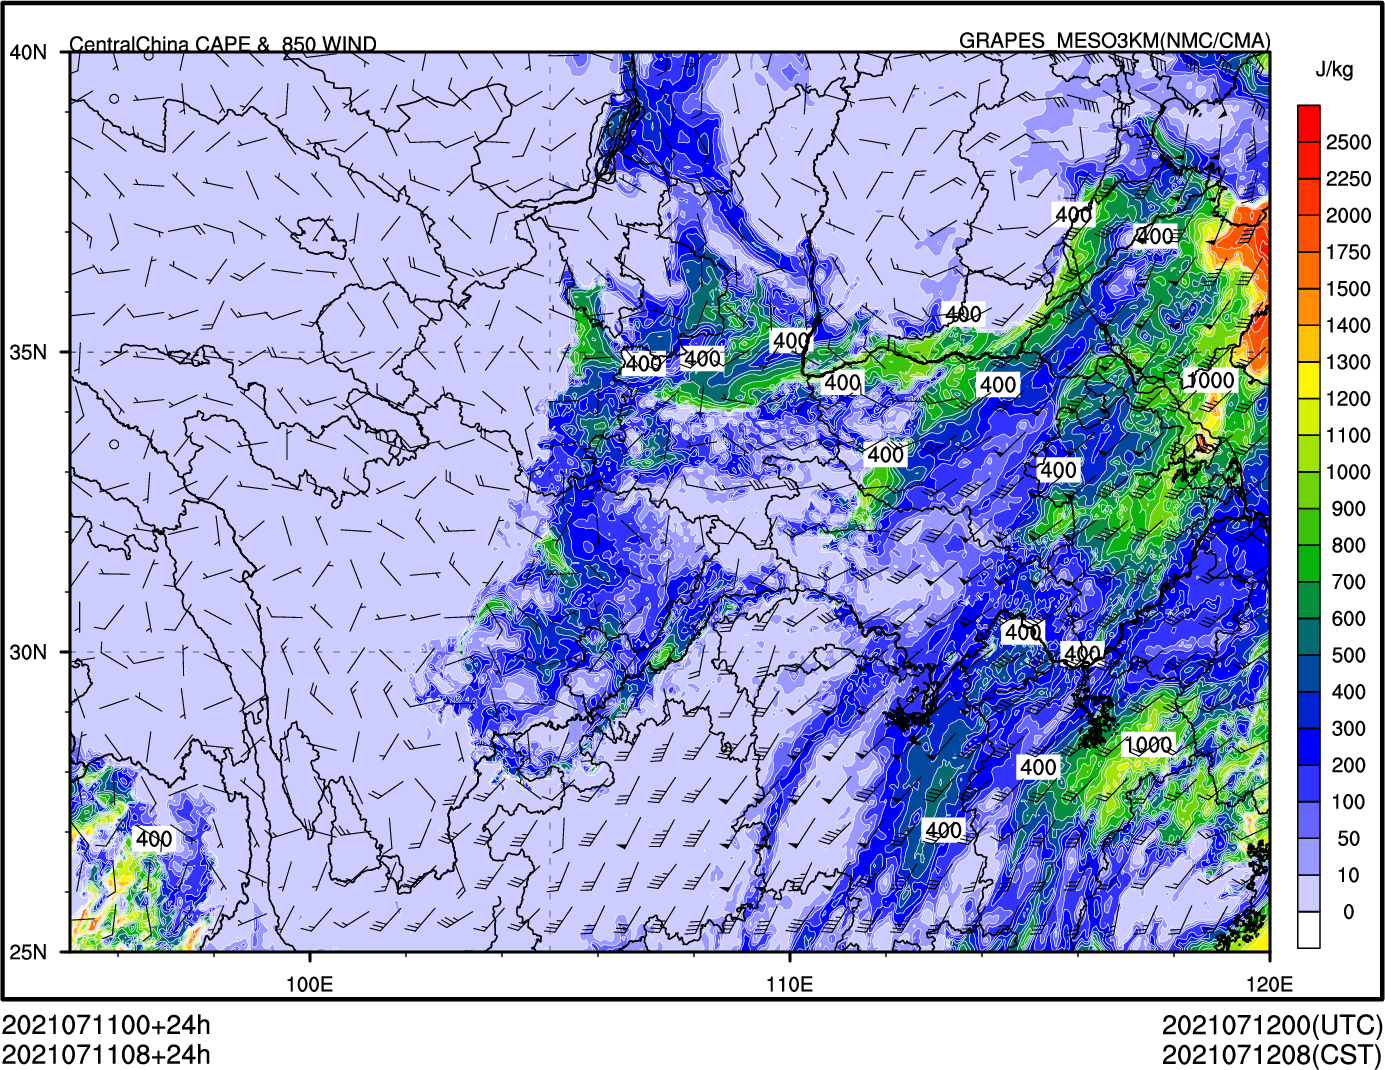 CentralChina CAPE & 850 WIND
GRAPES MESO3KM(NMC/CMA)
J/kg
40N
35N
30N
25N
100E
110E
120E
2500
2250
2000
1750
1500
1400
1300
1200
1100
1000
900
800
700
600
500
400
300
200
100
50
10
0
400
400
400
400
400
400
400
400
1000
400
400
400
400
1000
400
400
400
2021071100+24h
2021071200(UTC)
2021071108+24h
2021071208(CST)